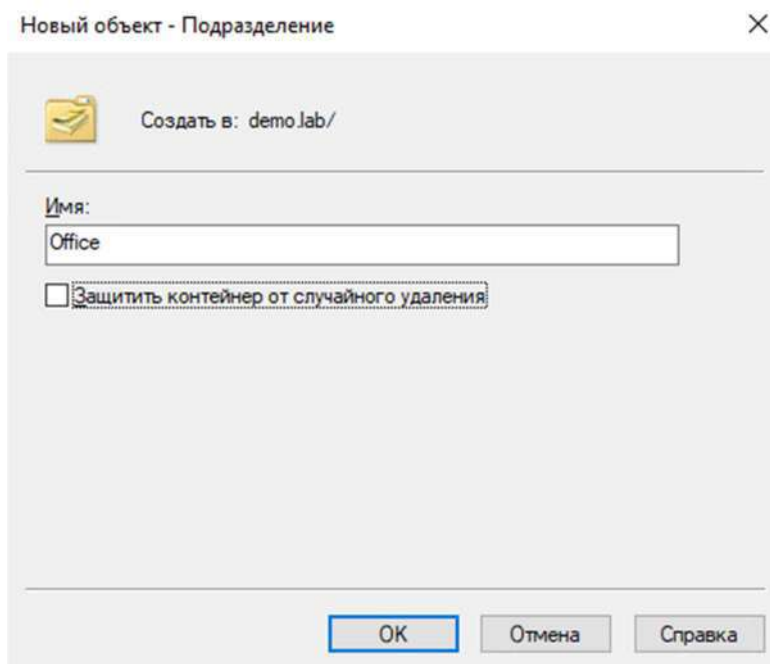 Новый объект - Подразделение
Создать в: demo.lab/
Имя:
Office
Защитить контейнер от случайного удаления
OK Отмена Справка